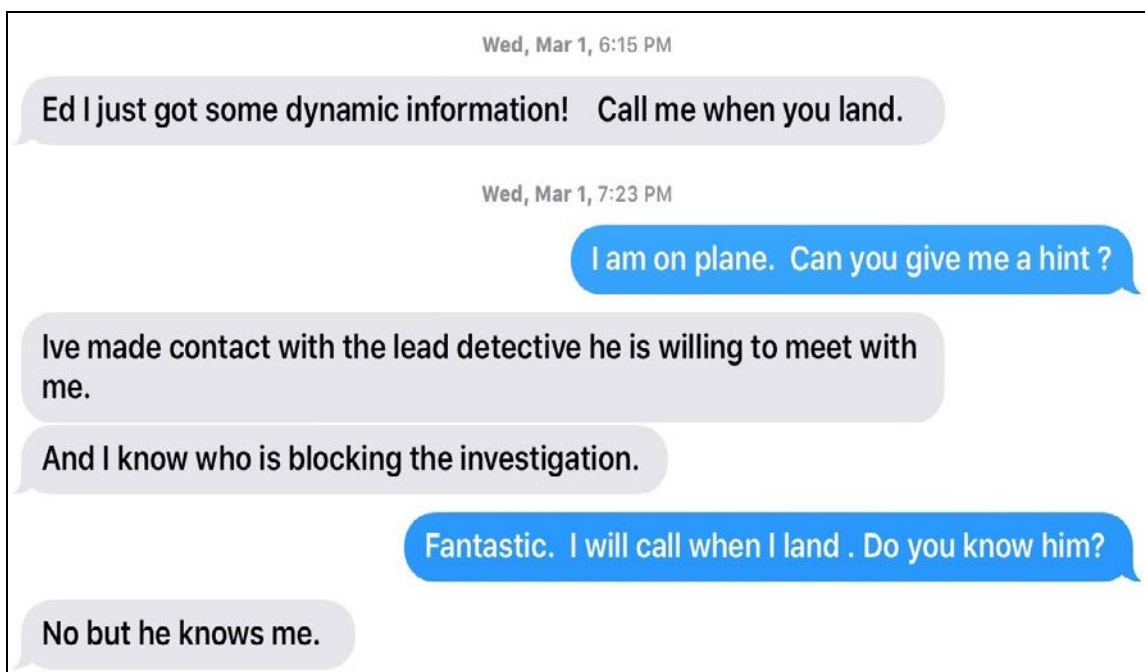 Wed, Mar 1, 6:15 PM
Ed I just got some dynamic information!    Call me when you land.
Wed, Mar 1, 7:23 PM
I am on plane.  Can you give me a hint ?
Ive made contact with the lead detective he is willing to meet with
me.
And I know who is blocking the investigation.
Fantastic.  I will call when I land . Do you know him?
No but he knows me.